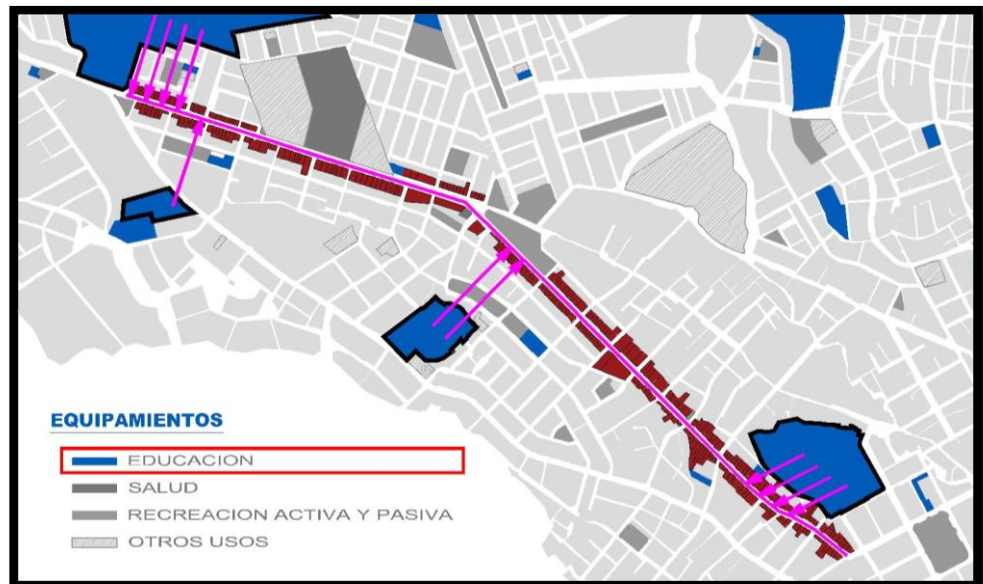 EQUIPAMIENTOS
EDUCACION
SALUD
RECREACION ACTIVA Y PASIVA
OTROS USOS